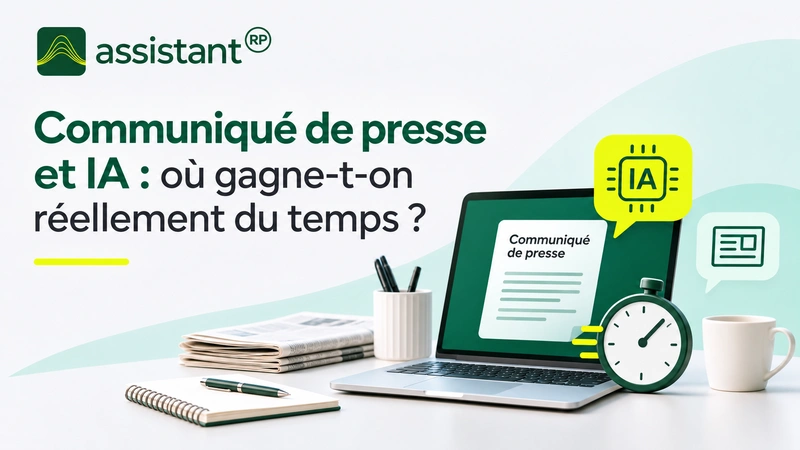 assistant RP
Communiqué de presse
et IA : où gagne-t-on
réellement du temps ?
IA
Communiqué
de presse